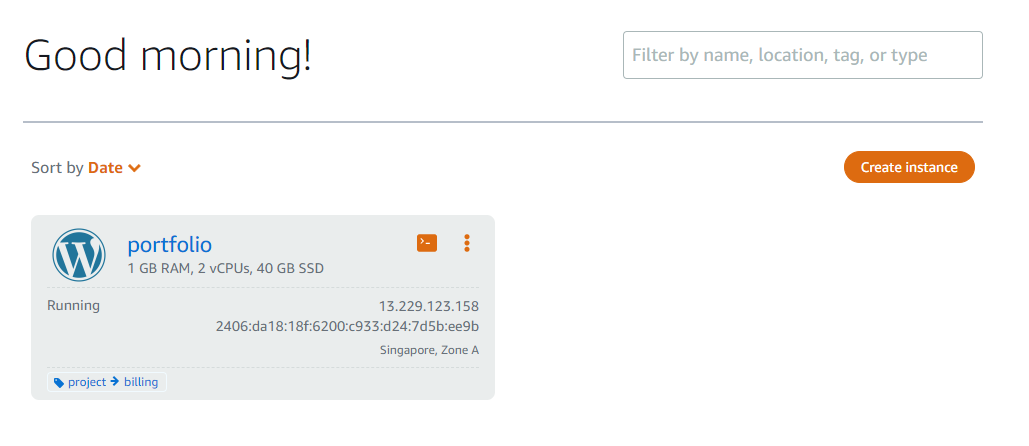 Good morning!
Filter by name, location, tag, or type
Sort by Date
Create instance
portfolio
1 GB RAM, 2 vCPUs, 40 GB SSD
Running
13.229.123.158
2406:da18:18f:6200:c933:d24:7d5b:ee9b
Singapore, Zone A
project → billing